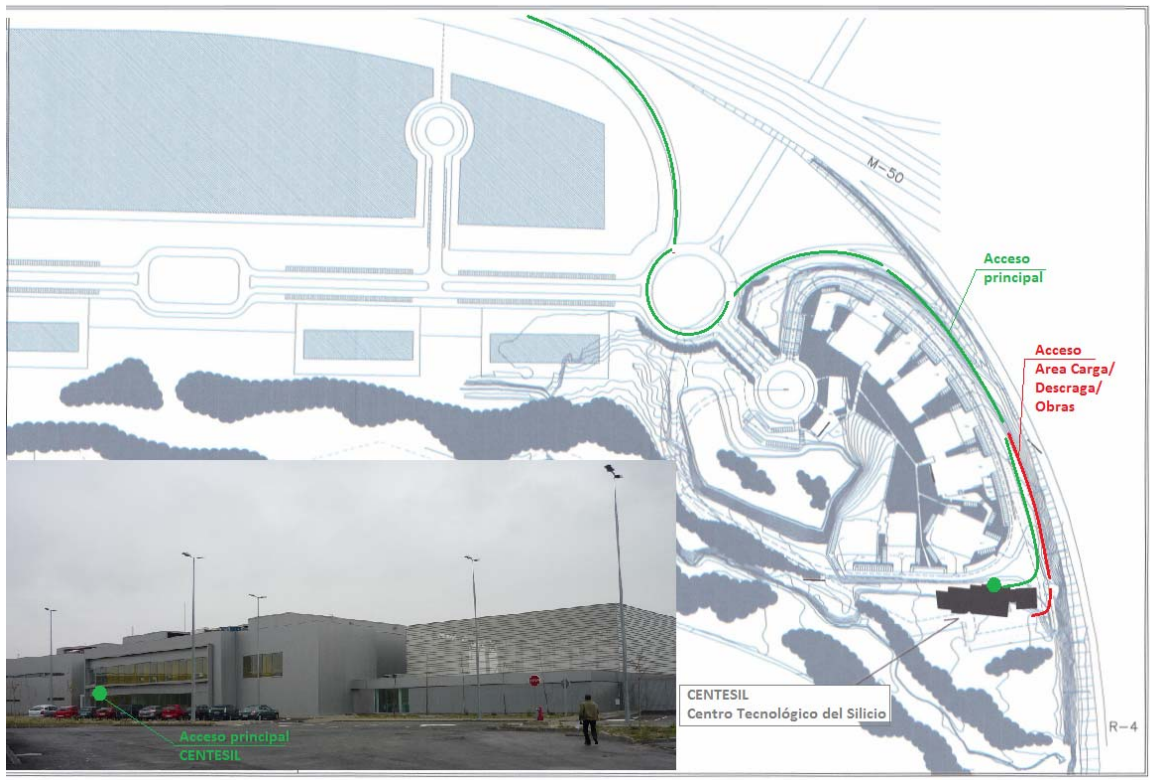 M-50
Acceso
principal
Acceso
Area Carga/
Descraga/
Obras
CENTESIL
Centro Tecnológico del Silicio
R-4
Acceso principal
CENTESIL